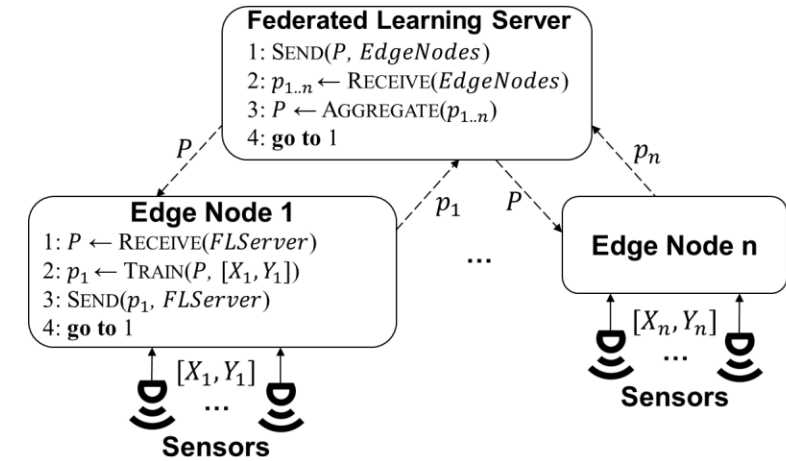 Federated Learning Server
1: SEND(P, EdgeNodes)
2: p₁..ₙ ← RECEIVE(EdgeNodes)
3: P ← AGGREGATE(p₁..ₙ)
4: go to 1
P
p₁
P
pₙ
Edge Node 1
1: P ← RECEIVE(FLServer)
2: p₁ ← TRAIN(P, [X₁, Y₁])
3: SEND(p₁, FLServer)
4: go to 1
...
Edge Node n
[X₁, Y₁]
...
Sensors
[Xₙ, Yₙ]
...
Sensors